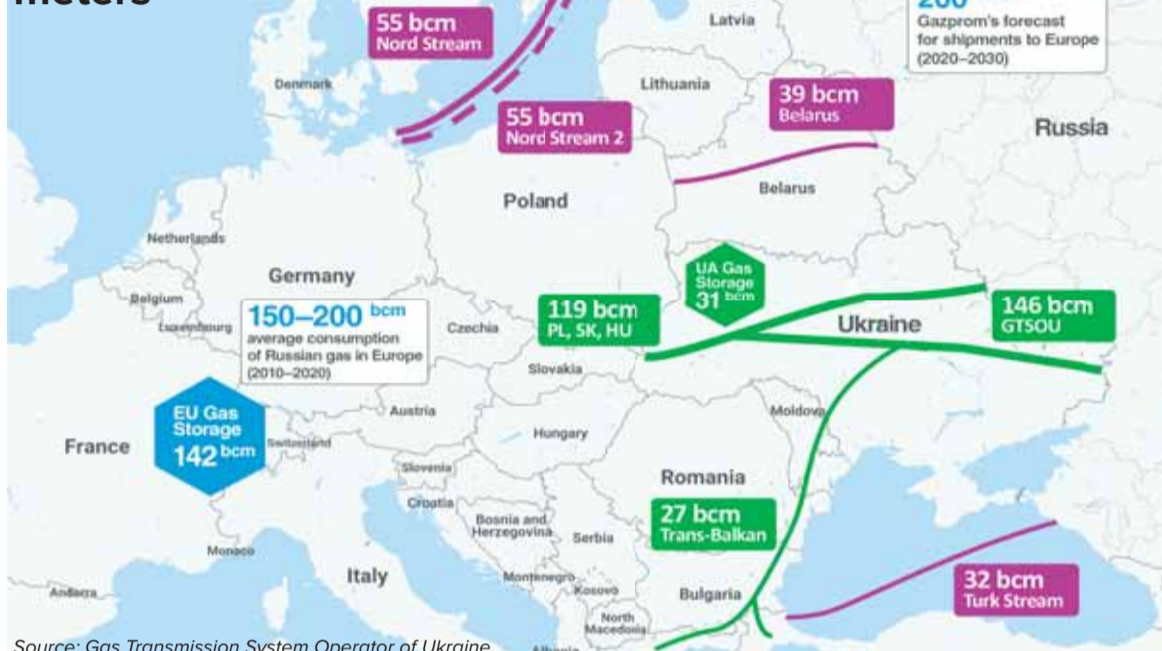 meters
55 bcm
Nord Stream
Latvia
200
Gazprom's forecast
for shipments to Europe
(2020–2030)
Denmark
Lithuania
39 bcm
Belarus
55 bcm
Nord Stream 2
Russia
Poland
Belarus
Netherlands
Germany
UA Gas
Storage
31 bcm
Belgium
Luxembourg
150–200 bcm
average consumption
of Russian gas in Europe
(2010–2020)
Czechia
119 bcm
PL, SK, HU
Ukraine
146 bcm
GTSOU
Slovakia
EU Gas
Storage
142 bcm
Austria
Moldova
France
Switzerland
Hungary
Slovenia
Romania
Croatia
27 bcm
Trans-Balkan
Bosnia and
Herzegovina
Serbia
Monaco
Italy
Montenegro
Kosovo
Bulgaria
32 bcm
Turk Stream
Andorra
North
Macedonia
Albania
Source: Gas Transmission System Operator of Ukraine